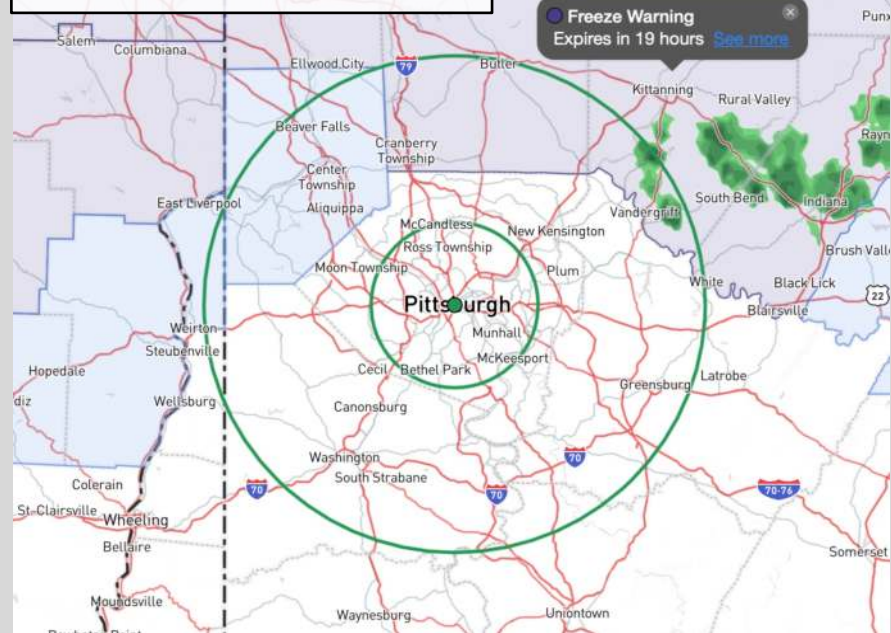 Freeze Warning
Expires in 19 hours See more
Salem
Columbiana
Ellwood City
79
Butler
Kittanning
Rural Valley
Beaver Falls
Cranberry
Township
Center
Township
Aliquippa
East Liverpool
Vandergrift
South Bend
Indiana
McCandless
Ross Township
New Kensington
Moon Township
Plum
Brush
White
Black Lick
22
Pittsburgh
Blairsville
Weirton
Munhall
Steubenville
McKeesport
Hopedale
Cecil
Bethel Park
Greensburg
Latrobe
Wellsburg
Canonsburg
Washington
70
South Strabane
Colerain
70
70
70-76
St. Clairsville
Wheeling
Bellaire
Somerset
Moundsville
Waynesburg
Uniontown